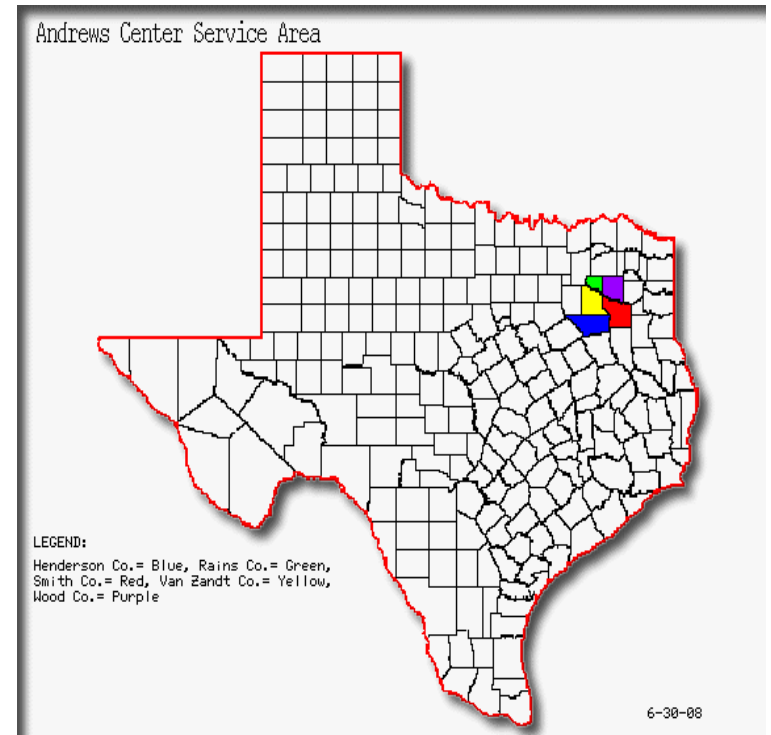 Andrews Center Service Area
LEGEND:
Henderson Co.= Blue, Rains Co.= Green,
Smith Co.= Red, Van Zandt Co.= Yellow,
Wood Co.= Purple
6-30-08